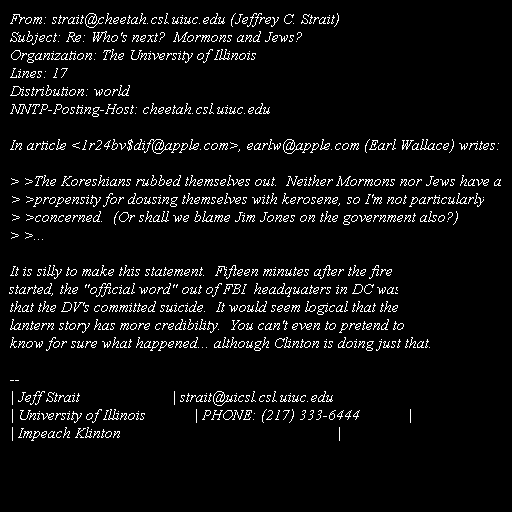 From: strait@cheetah.csl.uiuc.edu (Jeffrey C. Strait)
Subject: Re: Who's next?  Mormons and Jews?
Organization: The University of Illinois
Lines: 17
Distribution: world
NNTP-Posting-Host: cheetah.csl.uiuc.edu

In article <1r24bv$dif@apple.com>, earlw@apple.com (Earl Wallace) writes:

> >The Koreshians rubbed themselves out.  Neither Mormons nor Jews have a
> >propensity for dousing themselves with kerosene, so I'm not particularly
> >concerned.  (Or shall we blame Jim Jones on the government also?)
> >...

It is silly to make this statement.  Fifteen minutes after the fire
started, the "official word" out of FBI  headquaters in DC was
that the DV's committed suicide.  It would seem logical that the
lantern story has more credibility.  You can't even to pretend to
know for sure what happened... although Clinton is doing just that.

--
| Jeff Strait | strait@uicsl.csl.uiuc.edu
| University of Illinois | PHONE: (217) 333-6444 |
| Impeach Klinton |